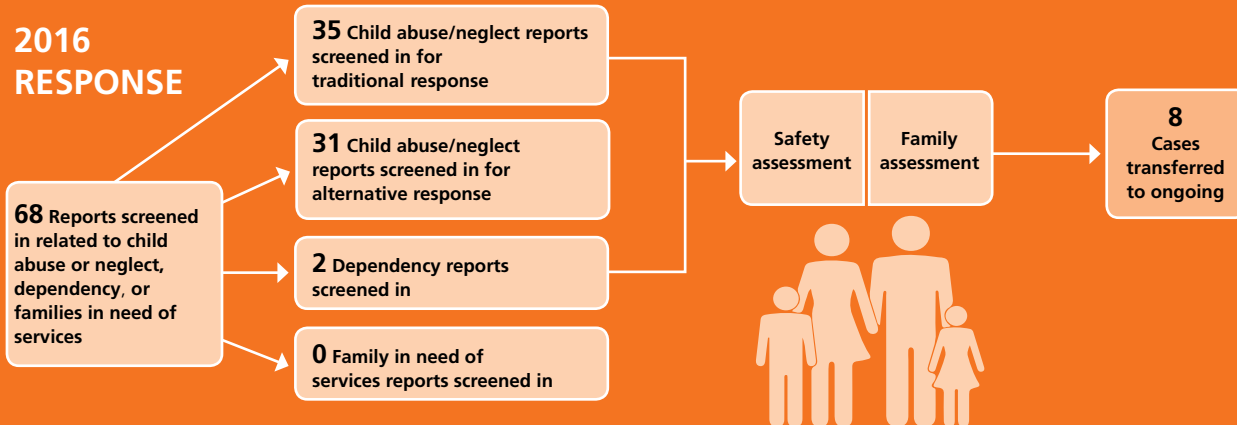 2016
RESPONSE
68 Reports screened
in related to child
abuse or neglect,
dependency, or
families in need of
services
35 Child abuse/neglect reports
screened in for
traditional response
31 Child abuse/neglect
reports screened in for
alternative response
2 Dependency reports
screened in
0 Family in need of
services reports screened in
Safety
assessment
Family
assessment
8
Cases
transferred
to ongoing